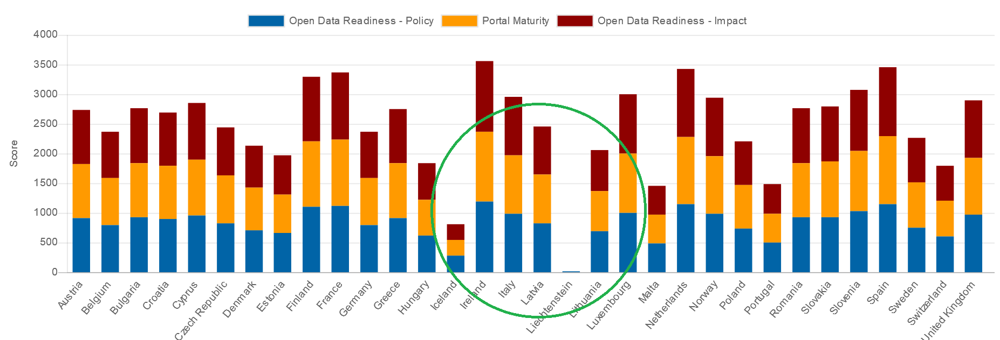 Open Data Readiness - Policy Portal Maturity Open Data Readiness - Impact
4000
3500
3000
2500
2000
1500
1000
500
0
Score
Austria
Belgium
Bulgaria
Croatia
Cyprus
Czech Republic
Denmark
Estonia
Finland
France
Germany
Greece
Hungary
Iceland
Ireland
Italy
Latvia
Liechtenstein
Lithuania
Luxembourg
Malta
Netherlands
Norway
Poland
Portugal
Romania
Slovakia
Slovenia
Spain
Sweden
Switzerland
United Kingdom